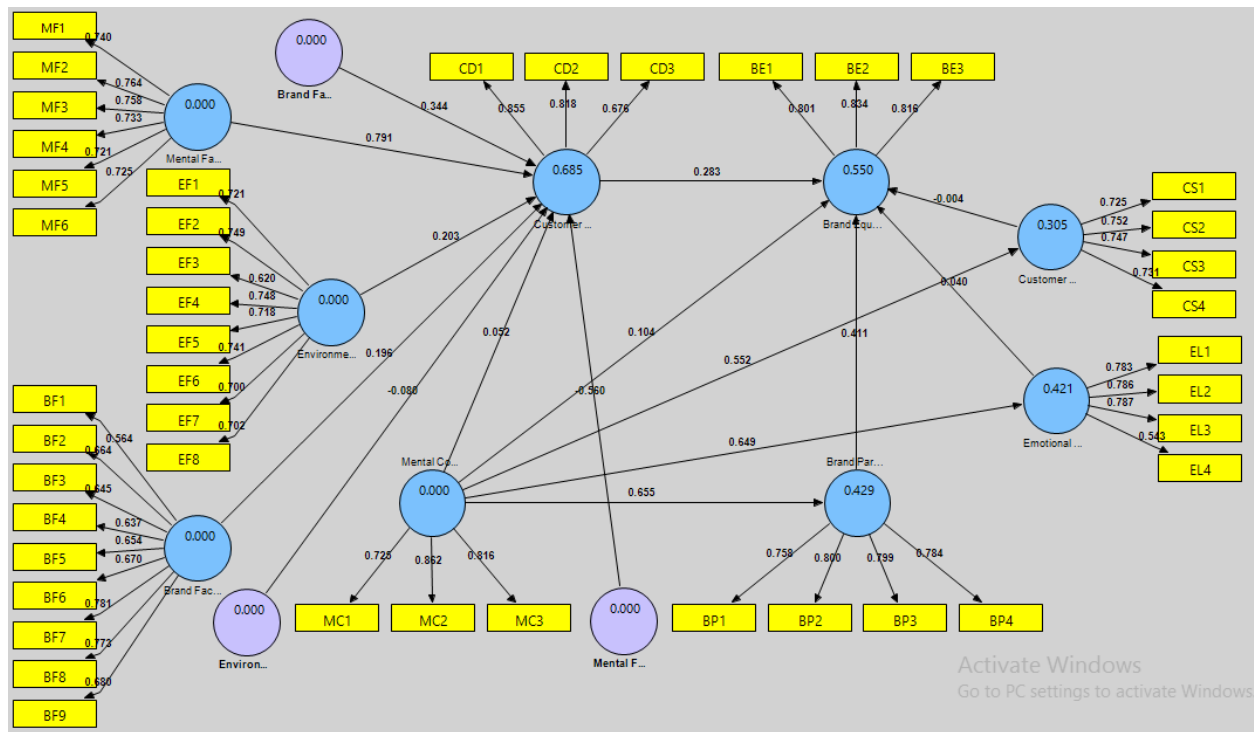 MF1
MF2
MF3
MF4
MF5
MF6
0.740
0.764
0.758
0.733
0.721
0.725
0.000
Mental Fa...
0.000
Brand Fa...
0.344
0.791
CD1
CD2
CD3
0.855
0.818
0.676
0.685
Customer ...
BE1
BE2
BE3
0.801
0.834
0.816
0.550
Brand Equ...
0.283
-0.004
CS1
CS2
CS3
CS4
0.725
0.752
0.747
0.731
0.305
Customer ...
EF1
EF2
EF3
EF4
EF5
EF6
EF7
EF8
0.721
0.749
0.620
0.748
0.718
0.741
0.700
0.702
0.000
Environme...
0.203
0.196
-0.080
0.052
-0.560
0.104
0.552
0.411
0.040
0.649
0.655
EL1
EL2
EL3
EL4
0.783
0.786
0.787
0.543
0.421
Emotional ...
BF1
BF2
BF3
BF4
BF5
BF6
BF7
BF8
BF9
0.564
0.664
0.645
0.637
0.654
0.670
0.781
0.773
0.680
0.000
Brand Fac...
0.000
Environ...
Mental Co...
0.000
0.725
0.862
0.816
MC1
MC2
MC3
0.000
Mental F...
Brand Par...
0.429
0.758
0.800
0.799
0.784
BP1
BP2
BP3
BP4
Activate Windows
Go to PC settings to activate Windows